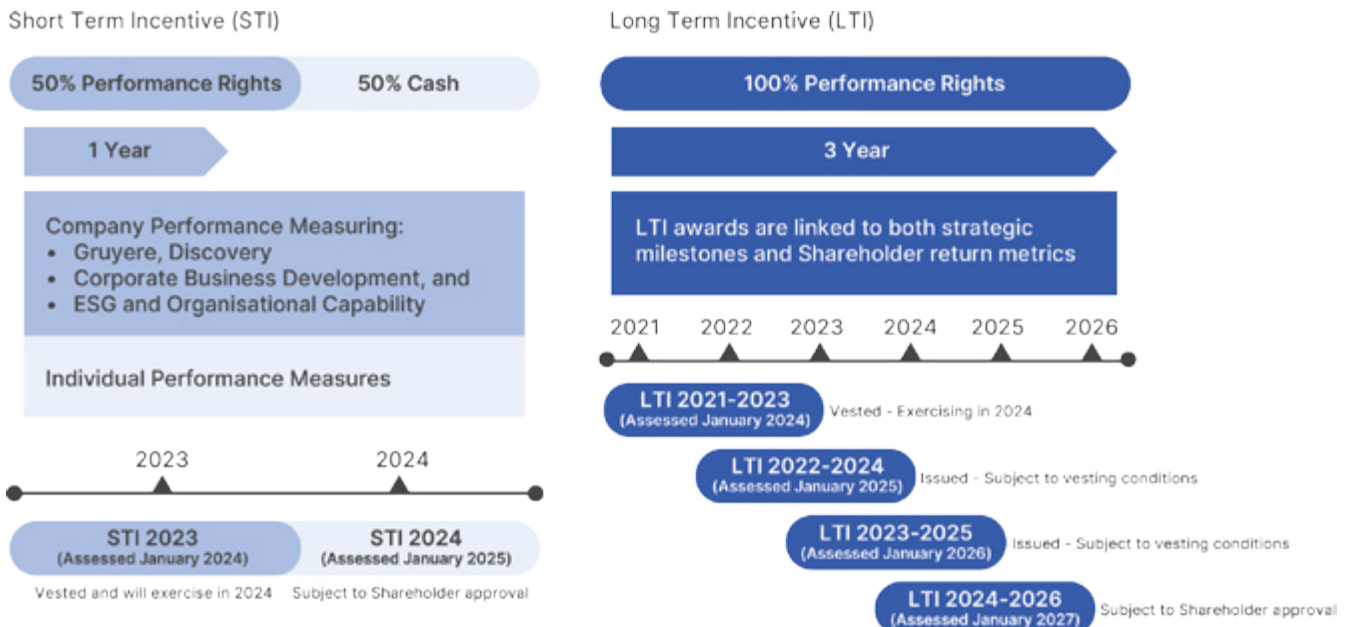 Short Term Incentive (STI)
50% Performance Rights
50% Cash
1 Year
Company Performance Measuring:
• Gruyere, Discovery
• Corporate Business Development, and
• ESG and Organisational Capability
Individual Performance Measures
2023
2024
STI 2023
(Assessed January 2024)
STI 2024
(Assessed January 2025)
Vested and will exercise in 2024
Subject to Shareholder approval
Long Term Incentive (LTI)
100% Performance Rights
3 Year
LTI awards are linked to both strategic
milestones and Shareholder return metrics
2021
2022
2023
2024
2025
2026
LTI 2021-2023
(Assessed January 2024)
Vested - Exercising in 2024
LTI 2022-2024
(Assessed January 2025)
Issued - Subject to vesting conditions
LTI 2023-2025
(Assessed January 2026)
Issued - Subject to vesting conditions
LTI 2024-2026
(Assessed January 2027)
Subject to Shareholder approval